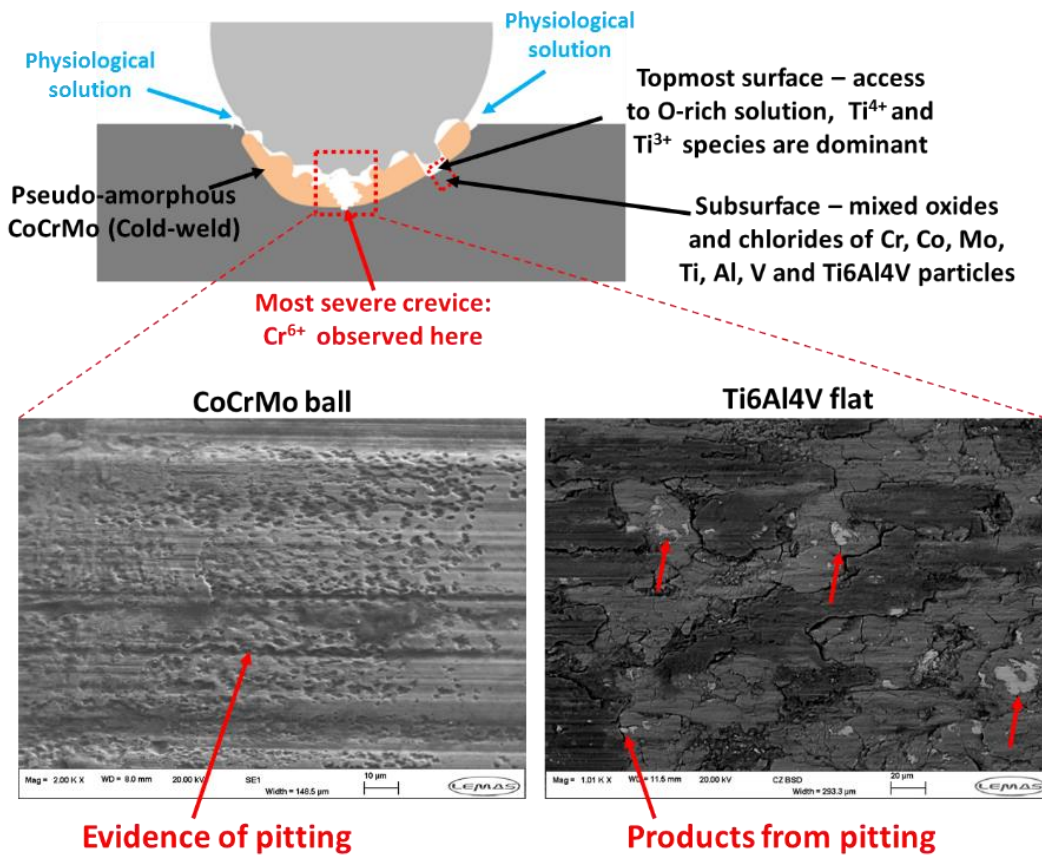 Physiological
solution
Physiological
solution
Topmost surface – access
to O-rich solution, Ti⁴⁺ and
Ti³⁺ species are dominant
Pseudo-amorphous
CoCrMo (Cold-weld)
Subsurface – mixed oxides
and chlorides of Cr, Co, Mo,
Ti, Al, V and Ti6Al4V particles
Most severe crevice:
Cr⁶⁺ observed here
CoCrMo ball
Ti6Al4V flat
Mag = 2.00 K X WD = 8.0 mm 20.00 kV SE1 10 µm
Width = 148.5 µm
LEMAS
Mag = 1.01 K X 11.5 mm 20.00 kV CZ BSD 20 µm
Width = 293.3 µm
LEMAS
Evidence of pitting
Products from pitting